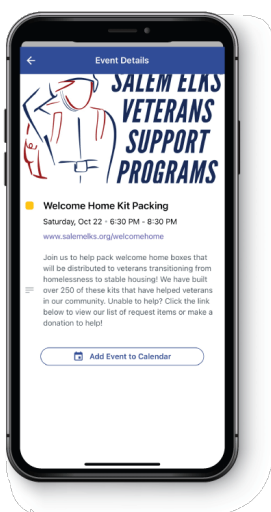 Event Details
SALEM ELKS
VETERANS
SUPPORT
PROGRAMS
Welcome Home Kit Packing
Saturday, Oct 22 · 6:30 PM - 8:30 PM
www.salemelks.org/welcomehome
Join us to help pack welcome home boxes that
will be distributed to veterans transitioning from
homelessness to stable housing! We have built
over 250 of these kits that have helped veterans
in our community. Unable to help? Click the link
below to view our list of request items or make a
donation to help!
Add Event to Calendar